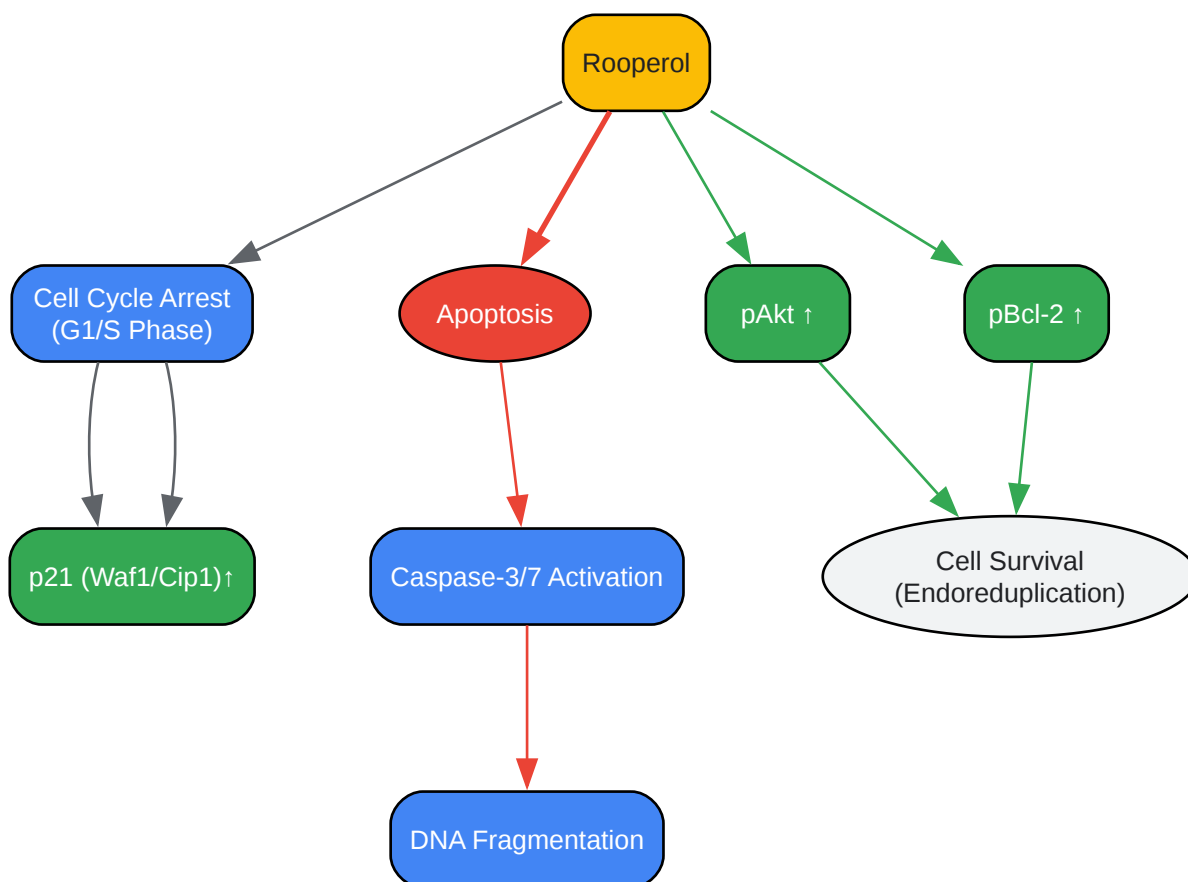 Rooperol
Cell Cycle Arrest
(G1/S Phase)
Apoptosis
pAkt ↑
pBcl-2 ↑
p21 (Waf1/Cip1)↑
Caspase-3/7 Activation
Cell Survival
(Endoreduplication)
DNA Fragmentation